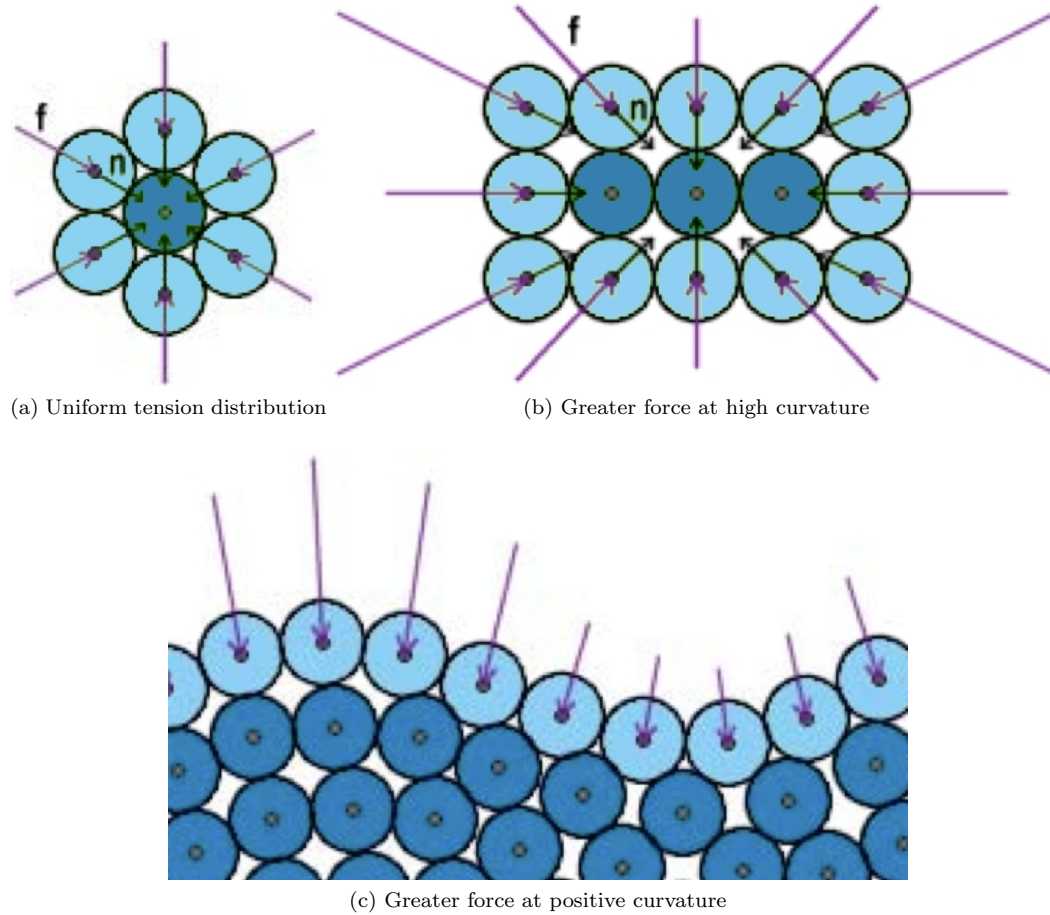 f
n
f
n
(a) Uniform tension distribution
(b) Greater force at high curvature
(c) Greater force at positive curvature